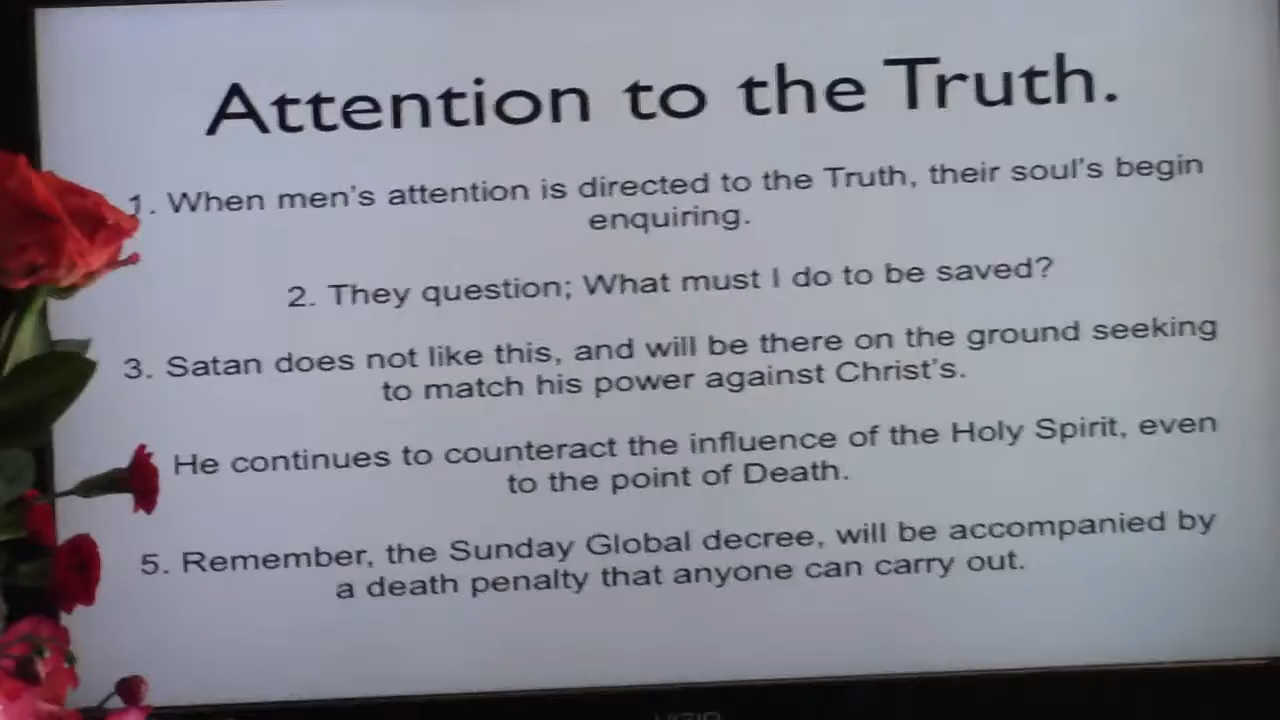 Attention to the Truth.
1. When men's attention is directed to the Truth, their soul's begin
enquiring.
2. They question; What must I do to be saved?
3. Satan does not like this, and will be there on the ground seeking
to match his power against Christ's.
He continues to counteract the influence of the Holy Spirit, even
to the point of Death.
5. Remember, the Sunday Global decree, will be accompanied by
a death penalty that anyone can carry out.